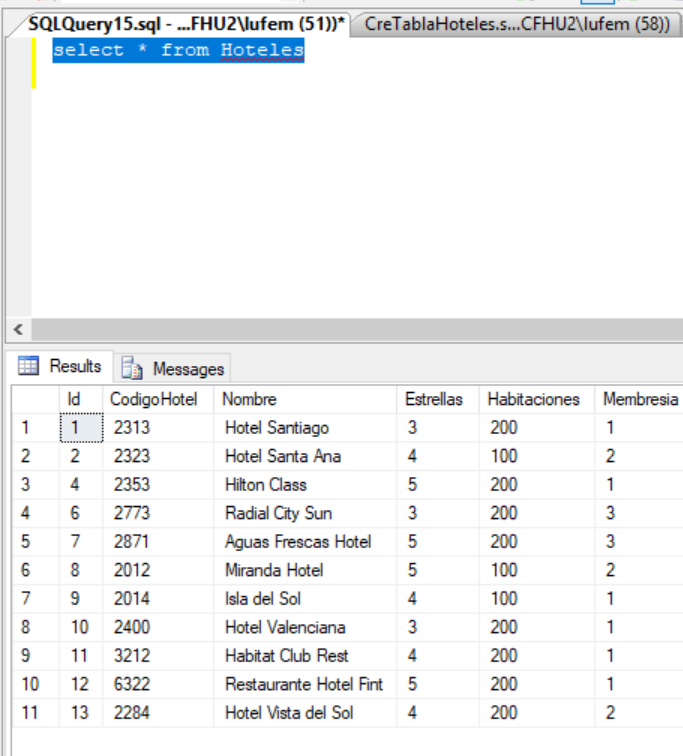 SQLQuery15.sql - ...FHU2\lufem (51))* CreTablaHoteles.s...CFHU2\lufem (58))
select * from Hoteles
Results Messages
Id CodigoHotel Nombre Estrellas Habitaciones Membresia
1 1 2313 Hotel Santiago 3 200 1
2 2 2323 Hotel Santa Ana 4 100 2
3 4 2353 Hilton Class 5 200 1
4 6 2773 Radial City Sun 3 200 3
5 7 2871 Aguas Frescas Hotel 5 200 3
6 8 2012 Miranda Hotel 5 100 2
7 9 2014 Isla del Sol 4 100 1
8 10 2400 Hotel Valenciana 3 200 1
9 11 3212 Habitat Club Rest 4 200 1
10 12 6322 Restaurante Hotel Fint 5 200 1
11 13 2284 Hotel Vista del Sol 4 200 2